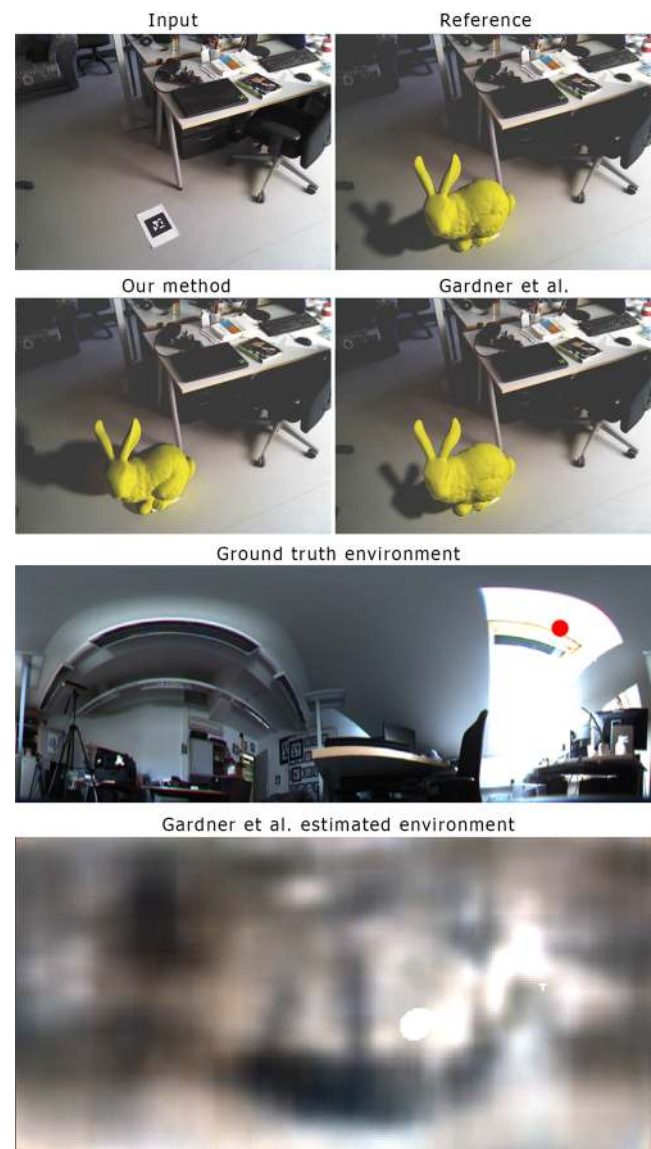 Input
Reference
Our method
Gardner et al.
Ground truth environment
Gardner et al. estimated environment